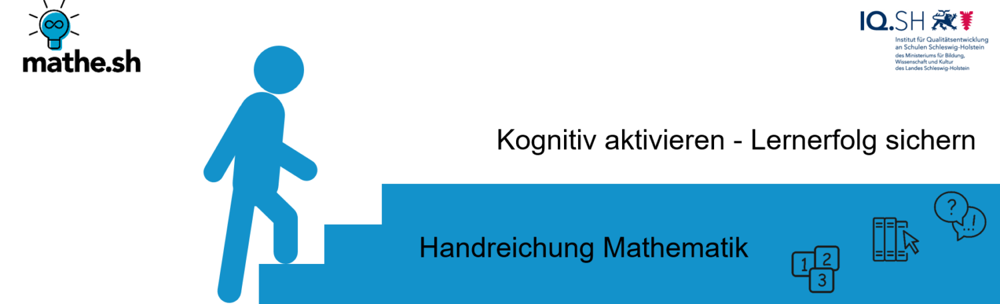 mathe.sh
IQ.SH
Institut für Qualitätsentwicklung
an Schulen Schleswig-Holstein
des Ministeriums für Bildung,
Wissenschaft und Kultur
des Landes Schleswig-Holstein
Kognitiv aktivieren - Lernerfolg sichern
Handreichung Mathematik
? !
...
1 2
3